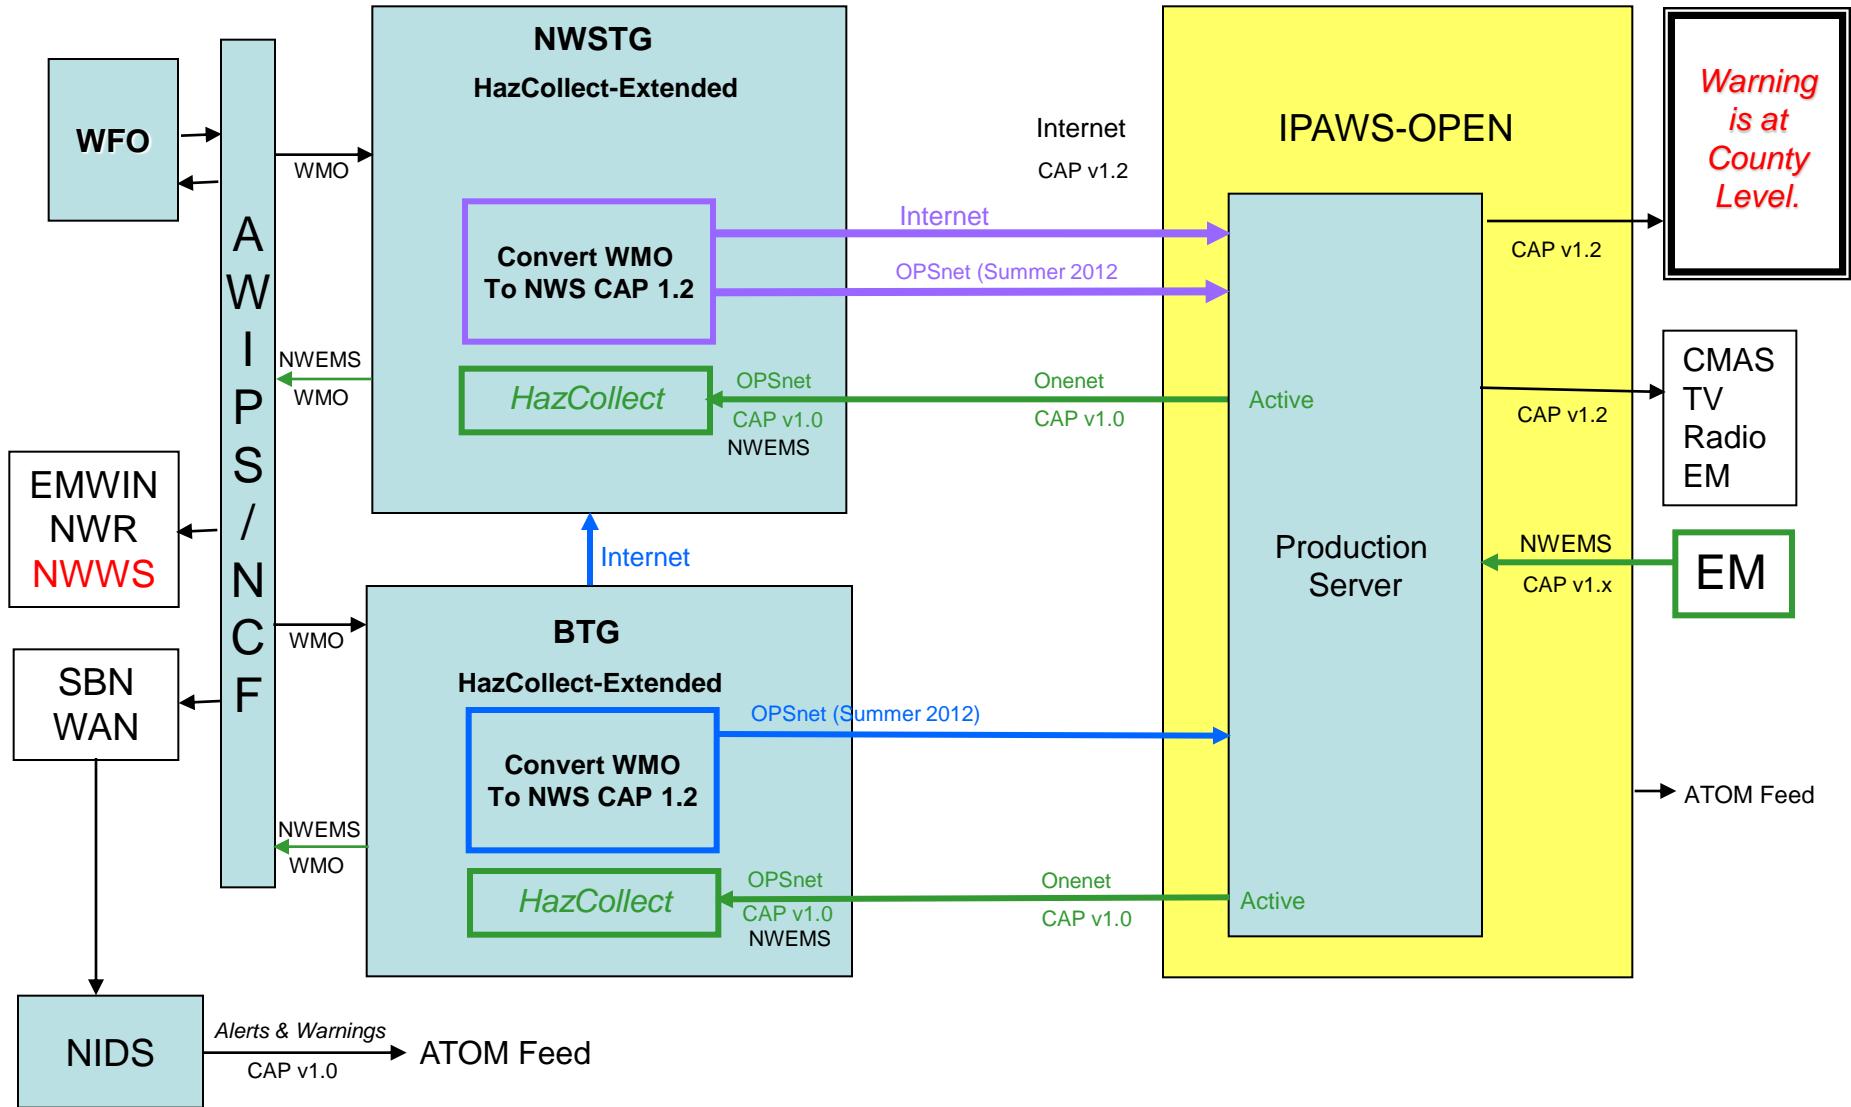 NWSTG
HazCollect-Extended
WFO
WMO
Internet
CAP v1.2
IPAWS-OPEN
Warning
is at
County
Level.
AWIPS/NCF
Convert WMO
To NWS CAP 1.2
Internet
OPSnet (Summer 2012
CAP v1.2
NWEMS
WMO
HazCollect
OPSnet
CAP v1.0
NWEMS
Onenet
CAP v1.0
Active
CAP v1.2
CMAS
TV
Radio
EM
EMWIN
NWR
NWWS
Internet
Production
Server
NWEMS
CAP v1.x
EM
WMO
BTG
HazCollect-Extended
SBN
WAN
Convert WMO
To NWS CAP 1.2
OPSnet (Summer 2012)
ATOM Feed
NWEMS
WMO
HazCollect
OPSnet
CAP v1.0
NWEMS
Onenet
CAP v1.0
Active
NIDS
Alerts & Warnings
CAP v1.0
ATOM Feed